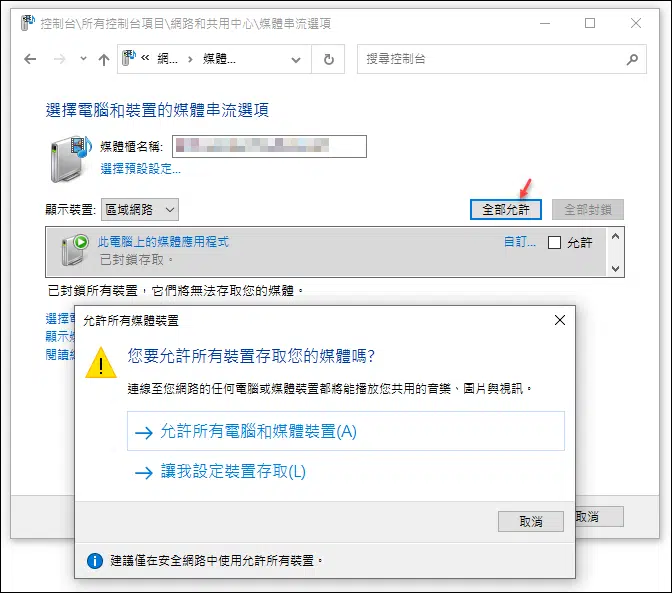 控制台\所有控制台項目\網路和共用中心\媒體串流選項
« 網... › 媒體...
搜尋控制台
選擇電腦和裝置的媒體串流選項
媒體櫃名稱:
選擇預設設定...
顯示裝置: 區域網路
全部允許 全部封鎖
此電腦上的媒體應用程式
自訂... 允許
已封鎖存取。
已封鎖所有裝置，它們將無法存取您的媒體。
選擇
顯示
閱讀
允許所有媒體裝置
您要允許所有裝置存取您的媒體嗎?
連線至您網路的任何電腦或媒體裝置都將能播放您共用的音樂、圖片與視訊。
允許所有電腦和媒體裝置(A)
讓我設定裝置存取(L)
取消
取消
建議僅在安全網路中使用允許所有裝置。